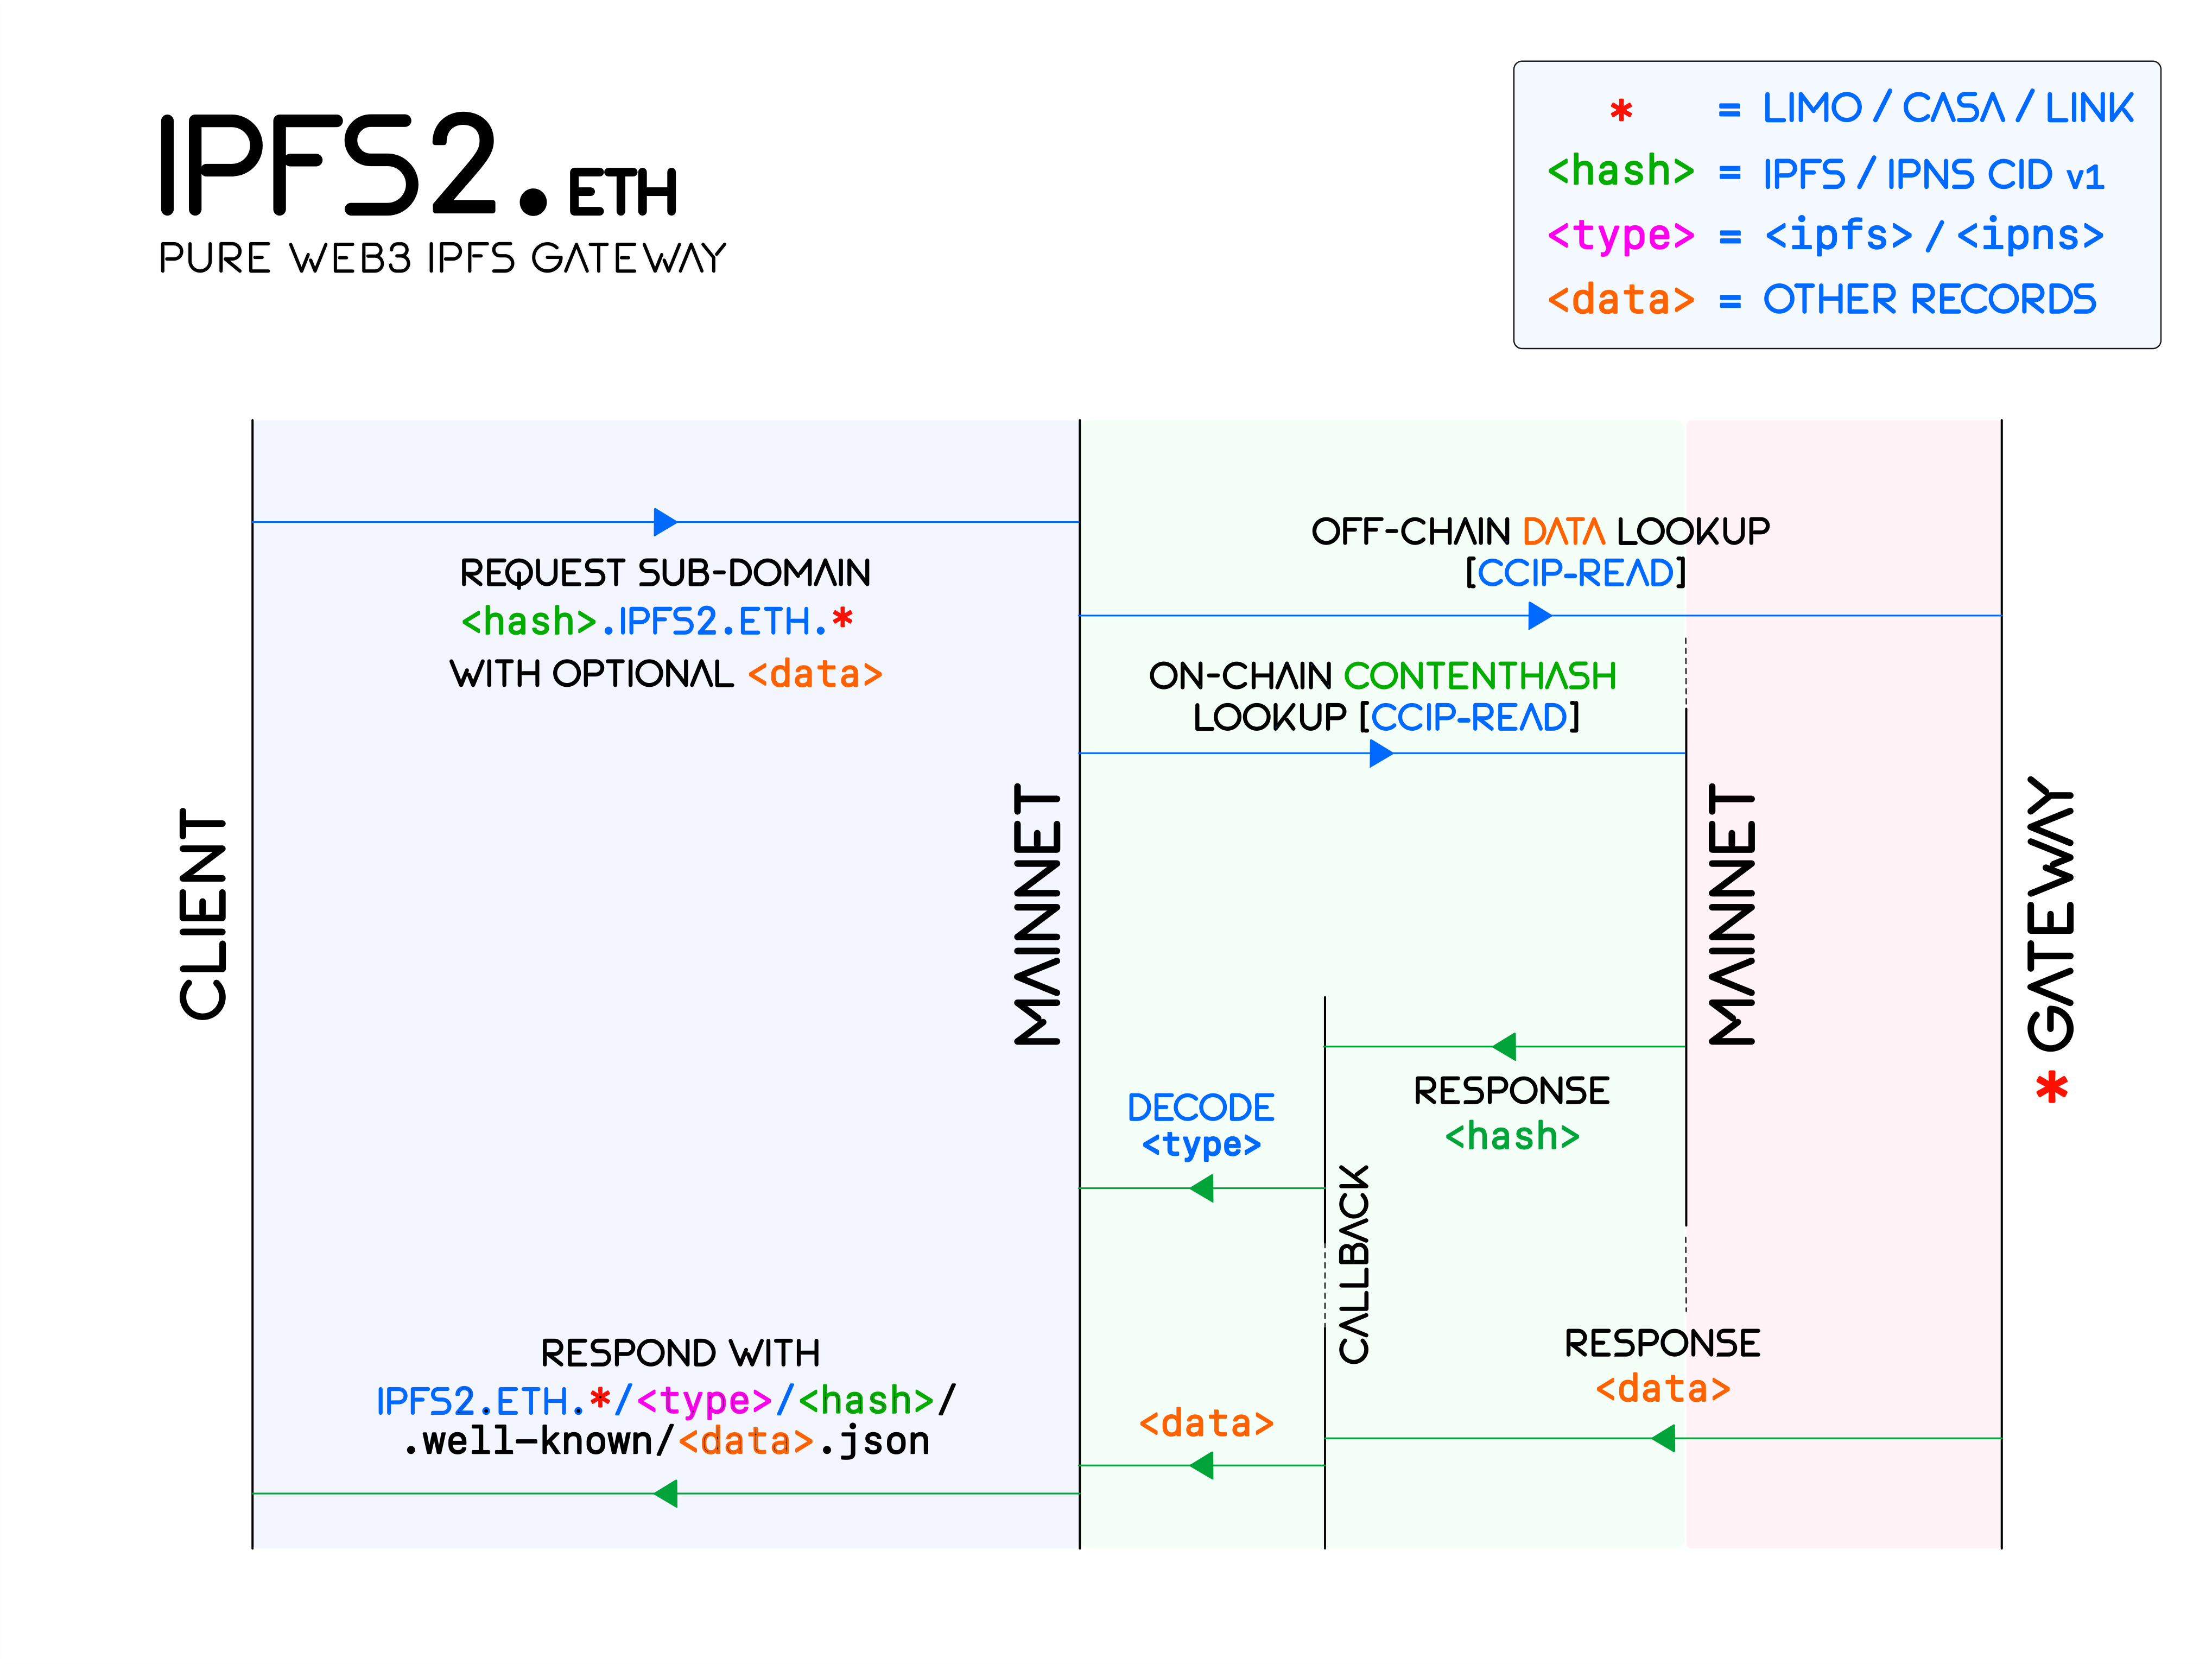 IPFS2.ETH
PURE WEB3 IPFS GATEWAY
* = LIMO / CASA / LINK
<hash> = IPFS / IPNS CID v1
<type> = <ipfs> / <ipns>
<data> = OTHER RECORDS
REQUEST SUB-DOMAIN
<hash>.IPFS2.ETH.*
WITH OPTIONAL <data>
OFF-CHAIN DATA LOOKUP
[CCIP-READ]
ON-CHAIN CONTENTHASH
LOOKUP [CCIP-READ]
CLIENT
MAINNET
MAINNET
* GATEWAY
RESPONSE
<hash>
DECODE
<type>
CALLBACK
RESPONSE
<data>
<data>
RESPOND WITH
IPFS2.ETH.*/<type>/<hash>/
.well-known/<data>.json